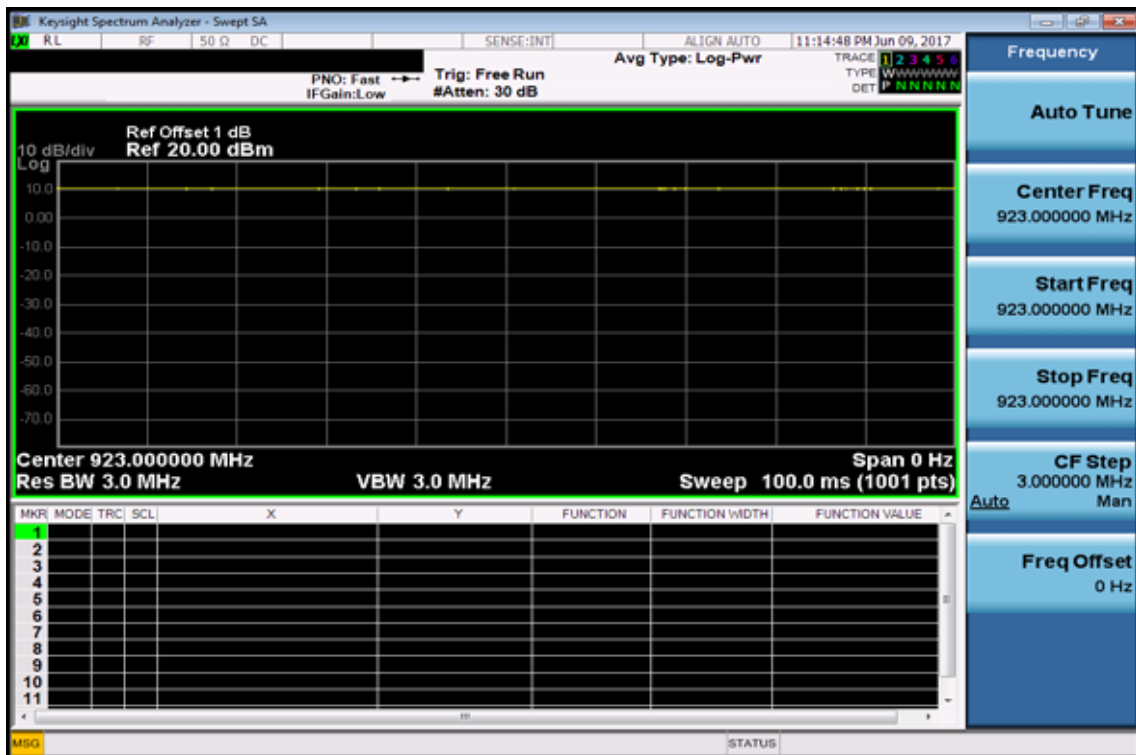 Keysight Spectrum Analyzer - Swept SA
RL RF 50 Ω DC SENSE:INT ALIGN AUTO 11:14:48 PM Jun 09, 2017
Avg Type: Log-Pwr
TRACE 1 2 3 4 5 6
PNO: Fast Trig: Free Run
TYPE
IFGain:Low #Atten: 30 dB
DET P N N N N N
Ref Offset 1 dB
10 dB/div Ref 20.00 dBm
Log
10.0
0.00
-10.0
-20.0
-30.0
-40.0
-50.0
-60.0
-70.0
Center 923.000000 MHz Span 0 Hz
Res BW 3.0 MHz VBW 3.0 MHz Sweep 100.0 ms (1001 pts)
MKR MODE TRC SCL X Y FUNCTION FUNCTION WIDTH FUNCTION VALUE
1
2
3
4
5
6
7
8
9
10
11
MSG STATUS
Frequency
Auto Tune
Center Freq
923.000000 MHz
Start Freq
923.000000 MHz
Stop Freq
923.000000 MHz
CF Step
3.000000 MHz
Auto Man
Freq Offset
0 Hz